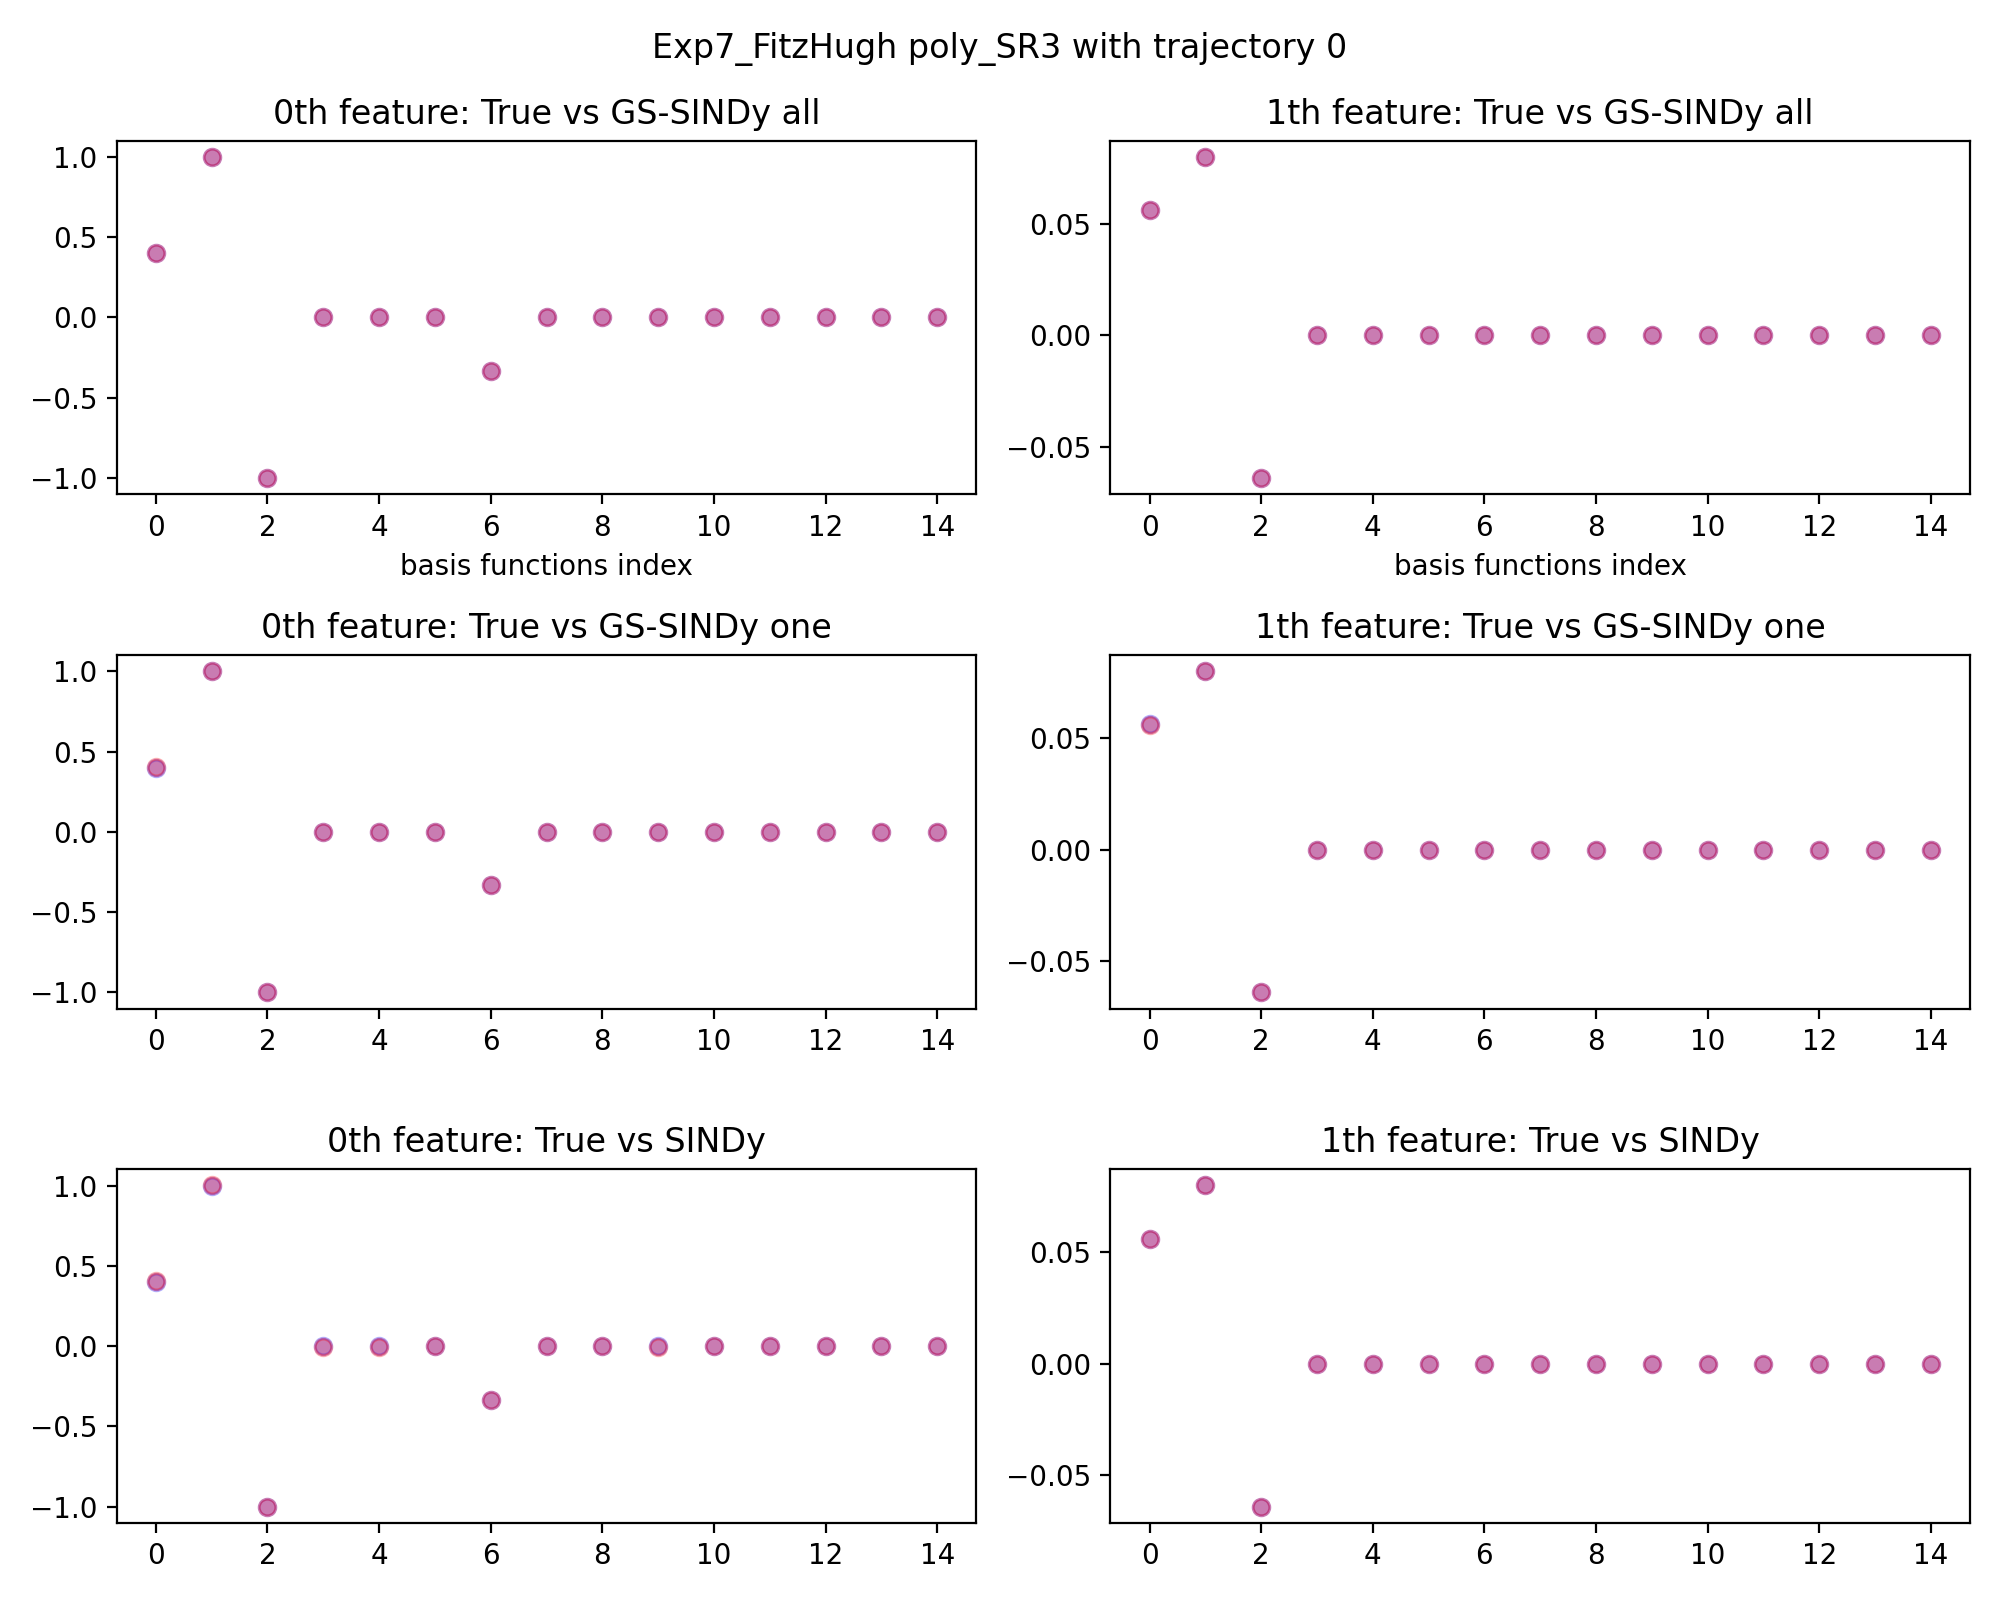 Exp7_FitzHugh poly_SR3 with trajectory 0
0th feature: True vs GS-SINDy all
1.0
0.5
0.0
−0.5
−1.0
0 2 4 6 8 10 12 14
basis functions index
1th feature: True vs GS-SINDy all
0.05
0.00
−0.05
0 2 4 6 8 10 12 14
basis functions index
0th feature: True vs GS-SINDy one
1.0
0.5
0.0
−0.5
−1.0
0 2 4 6 8 10 12 14
1th feature: True vs GS-SINDy one
0.05
0.00
−0.05
0 2 4 6 8 10 12 14
0th feature: True vs SINDy
1.0
0.5
0.0
−0.5
−1.0
0 2 4 6 8 10 12 14
1th feature: True vs SINDy
0.05
0.00
−0.05
0 2 4 6 8 10 12 14